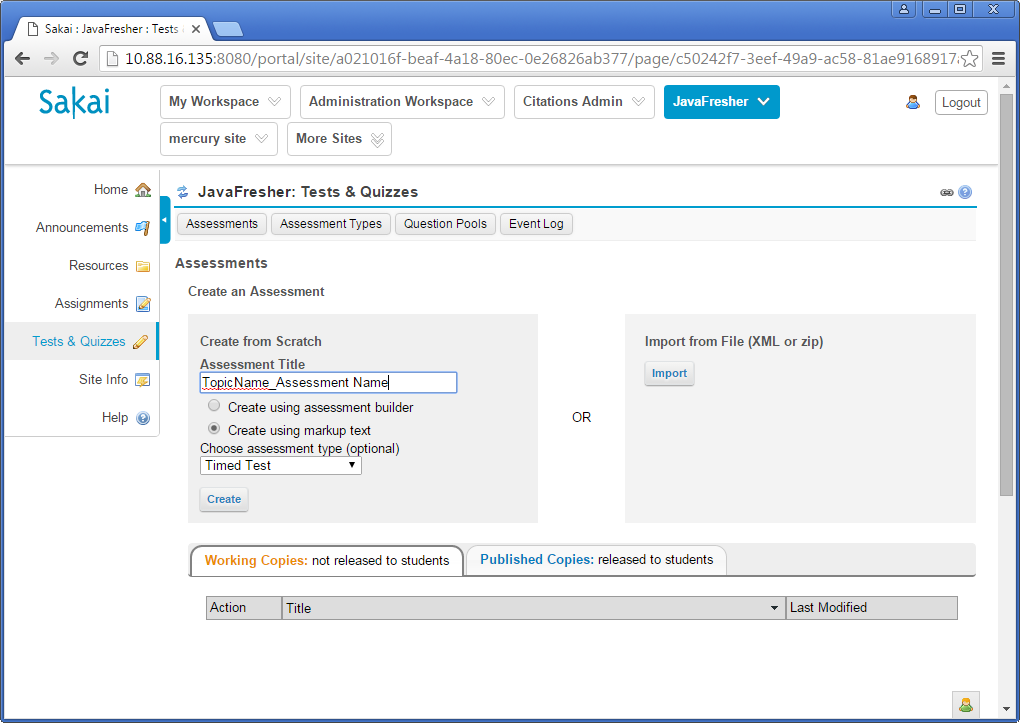 Sakai : JavaFresher : Tests
10.88.16.135:8080/portal/site/a021016f-beaf-4a18-80ec-0e26826ab377/page/c50242f7-3eef-49a9-ac58-81ae9168917
Sakai
My Workspace Administration Workspace Citations Admin JavaFresher Logout
mercury site More Sites
Home
Announcements
Resources
Assignments
Tests & Quizzes
Site Info
Help
JavaFresher: Tests & Quizzes
Assessments Assessment Types Question Pools Event Log
Assessments
Create an Assessment
Create from Scratch
Assessment Title
TopicName_Assessment Name
Create using assessment builder
Create using markup text
Choose assessment type (optional)
Timed Test
Create
OR
Import from File (XML or zip)
Import
Working Copies: not released to students Published Copies: released to students
Action Title Last Modified